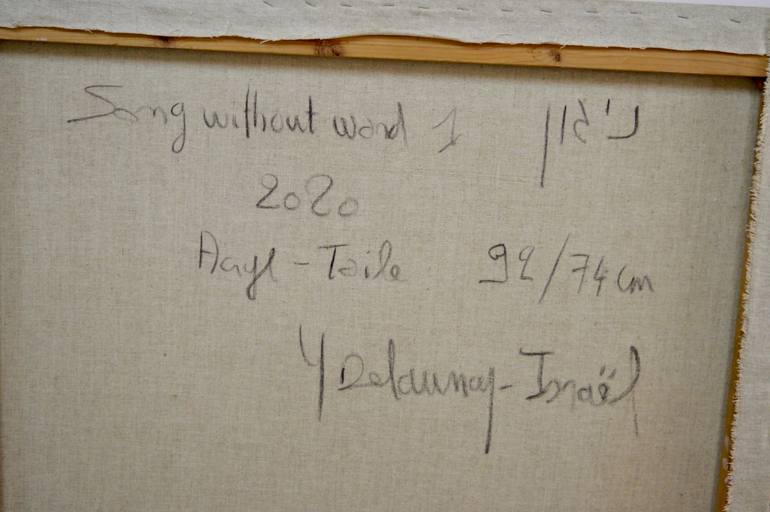 Song without word 1 ניגון
2020
Acryl - Toile 92/74 cm
Y Delaunay-Israël